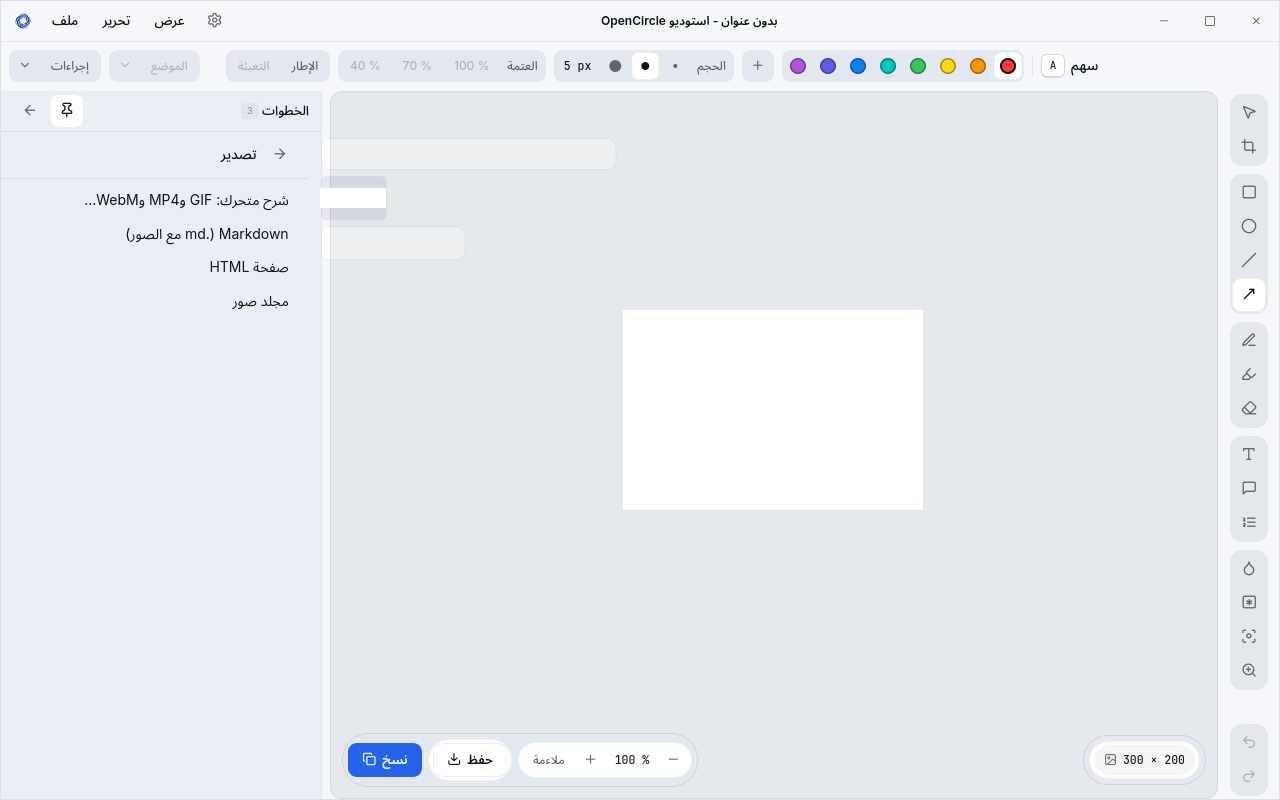 ملف تحرير عرض
بدون عنوان - استوديو OpenCircle
سهم A
الحجم 5 px
العتمة 100 % 70 % 40 %
الإطار التعبئة
الموضع
إجراءات
الخطوات 3
تصدير
شرح متحرك: GIF وMP4 وWebM...
Markdown (.md مع الصور)
صفحة HTML
مجلد صور
300 × 200
100 %
ملاءمة
حفظ
نسخ